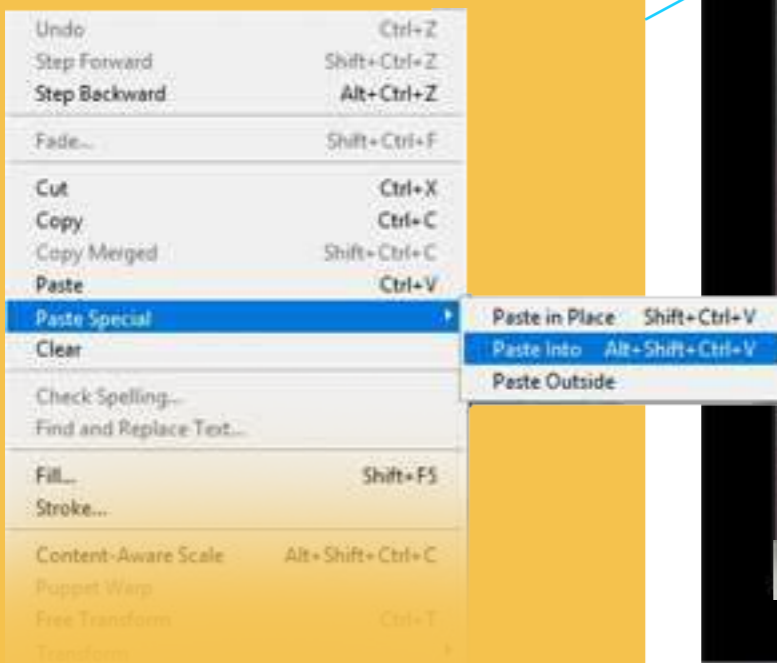 Undo Ctrl+Z
Step Forward Shift+Ctrl+Z
Step Backward Alt+Ctrl+Z
Fade... Shift+Ctrl+F
Cut Ctrl+X
Copy Ctrl+C
Copy Merged Shift+Ctrl+C
Paste Ctrl+V
Paste Special
Paste in Place Shift+Ctrl+V
Paste Into Alt+Shift+Ctrl+V
Paste Outside
Clear
Check Spelling...
Find and Replace Text...
Fill... Shift+F5
Stroke...
Content-Aware Scale Alt+Shift+Ctrl+C
Puppet Warp
Free Transform Ctrl+T
Transform